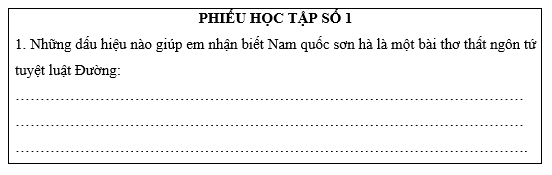 PHIẾU HỌC TẬP SỐ 1
1. Những dấu hiệu nào giúp em nhận biết Nam quốc sơn hà là một bài thơ thất ngôn tứ
tuyệt luật Đường:
……………………………………………………………………………………………
……………………………………………………………………………………………
……………………………………………………………………………………………